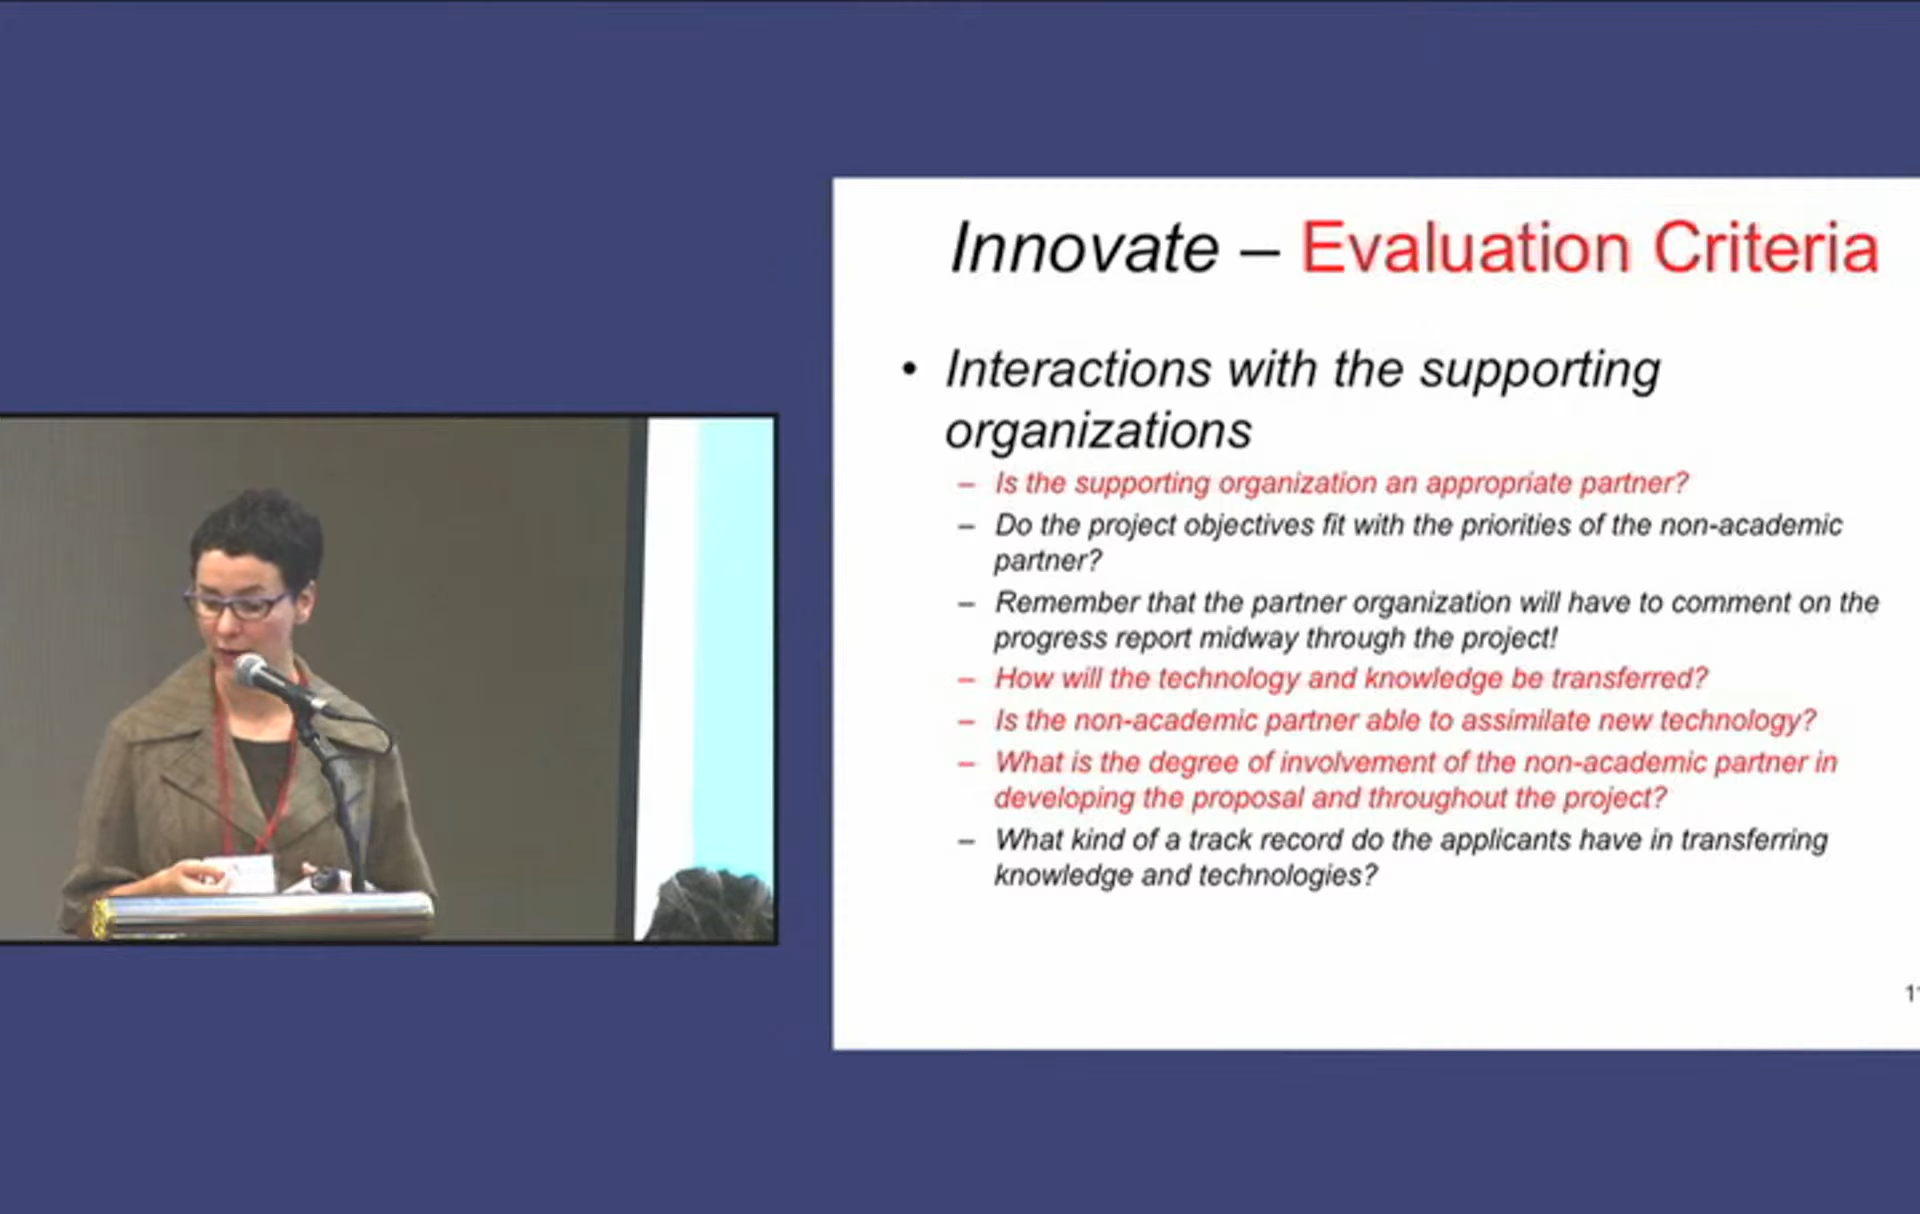 Innovate – Evaluation Criteria
• Interactions with the supporting
organizations
– Is the supporting organization an appropriate partner?
– Do the project objectives fit with the priorities of the non-academic
partner?
– Remember that the partner organization will have to comment on the
progress report midway through the project!
– How will the technology and knowledge be transferred?
– Is the non-academic partner able to assimilate new technology?
– What is the degree of involvement of the non-academic partner in
developing the proposal and throughout the project?
– What kind of a track record do the applicants have in transferring
knowledge and technologies?